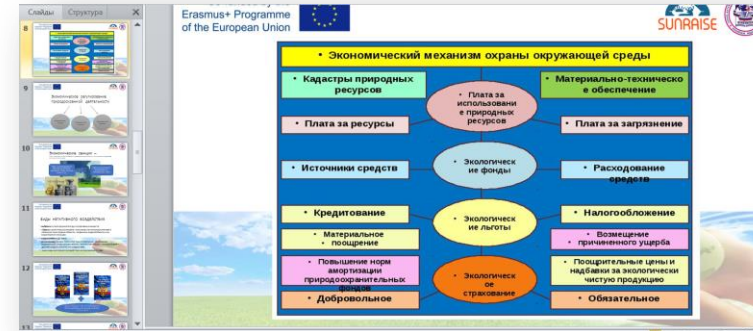 Слайды Структура
Erasmus+ Programme
of the European Union
SUNRAISE
8
9
10
11
12
13
• Экономический механизм охраны окружающей среды
• Кадастры природных
ресурсов
• Материально-техническо
е обеспечение
• Плата за
использовани
е природных
ресурсов
• Плата за ресурсы
• Плата за загрязнение
• Источники средств
• Экологическ
ие фонды
• Расходование
средств
• Кредитование
• Экологическ
ие льготы
• Налогообложение
• Материальное
• поощрение
• Возмещение
• причиненного ущерба
• Повышение норм
амортизации
природоохранительных
фондов
• Экологическ
ое
страхование
• Поощрительные цены и
надбавки за экологически
чистую продукцию
• Добровольное
• Обязательное